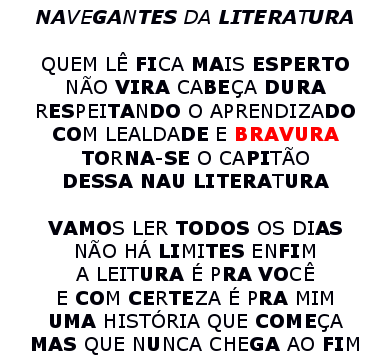 NAVEGANTES DA LITERATURA
QUEM LÊ FICA MAIS ESPERTO
NÃO VIRA CABEÇA DURA
RESPEITANDO O APRENDIZADO
COM LEALDADE E BRAVURA
TORNA-SE O CAPITÃO
DESSA NAU LITERATURA
VAMOS LER TODOS OS DIAS
NÃO HÁ LIMITES ENFIM
A LEITURA É PRA VOCÊ
E COM CERTEZA É PRA MIM
UMA HISTÓRIA QUE COMEÇA
MAS QUE NUNCA CHEGA AO FIM